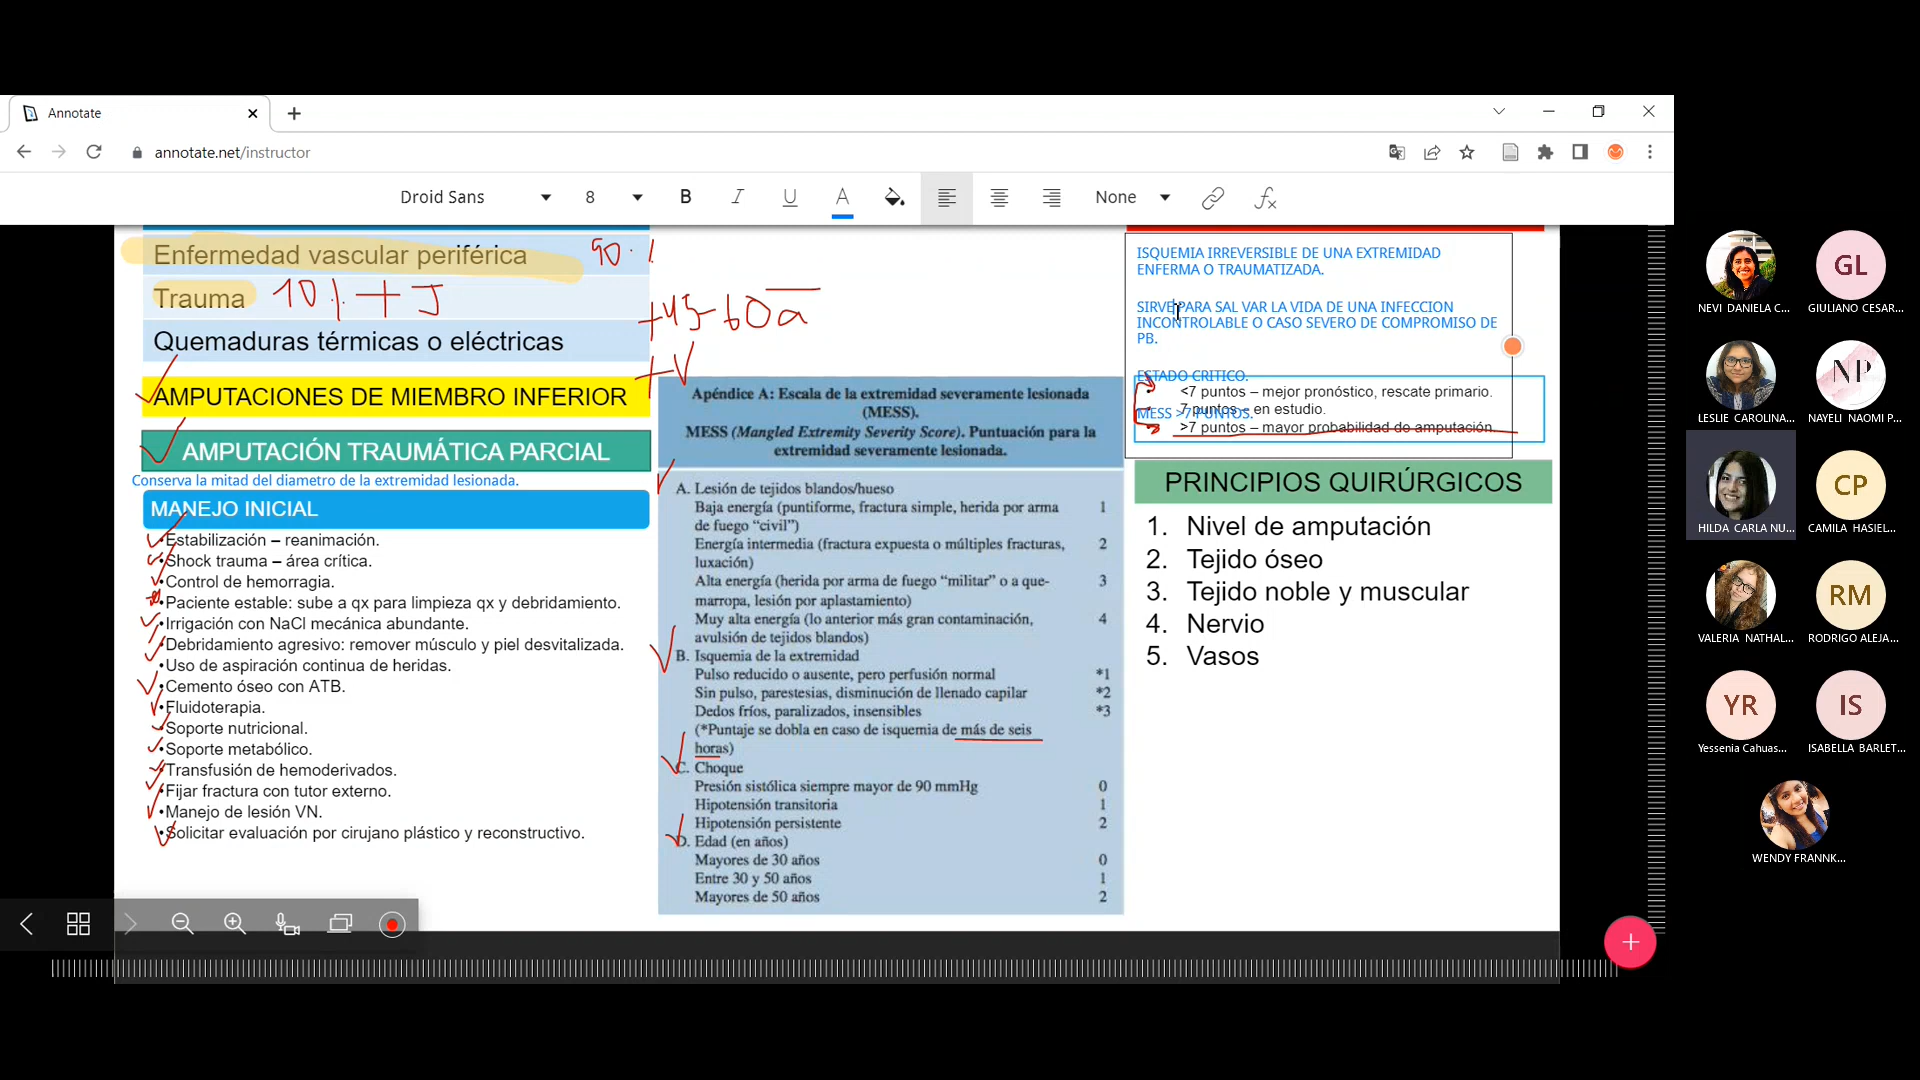 Annotate
annotate.net/instructor
Droid Sans
8
B
I
U
A
None
Enfermedad vascular periférica
90%
Trauma
10% + J
Quemaduras térmicas o eléctricas
+45-60a
+V
AMPUTACIONES DE MIEMBRO INFERIOR
AMPUTACIÓN TRAUMÁTICA PARCIAL
Conserva la mitad del diametro de la extremidad lesionada.
MANEJO INICIAL
•Estabilización – reanimación.
•Shock trauma – área crítica.
•Control de hemorragia.
•Paciente estable: sube a qx para limpieza qx y debridamiento.
•Irrigación con NaCl mecánica abundante.
•Debridamiento agresivo: remover músculo y piel desvitalizada.
•Uso de aspiración continua de heridas.
•Cemento óseo con ATB.
•Fluidoterapia.
•Soporte nutricional.
•Soporte metabólico.
•Transfusión de hemoderivados.
•Fijar fractura con tutor externo.
•Manejo de lesión VN.
•Solicitar evaluación por cirujano plástico y reconstructivo.
Apéndice A: Escala de la extremidad severamente lesionada
(MESS).
MESS (Mangled Extremity Severity Score). Puntuación para la
extremidad severamente lesionada.
A. Lesión de tejidos blandos/hueso
Baja energía (puntiforme, fractura simple, herida por arma 1
de fuego “civil”)
Energía intermedia (fractura expuesta o múltiples fracturas, 2
luxación)
Alta energía (herida por arma de fuego “militar” o a que- 3
marropa, lesión por aplastamiento)
Muy alta energía (lo anterior más gran contaminación, 4
avulsión de tejidos blandos)
B. Isquemia de la extremidad
Pulso reducido o ausente, pero perfusión normal *1
Sin pulso, parestesias, disminución de llenado capilar *2
Dedos fríos, paralizados, insensibles *3
(*Puntaje se dobla en caso de isquemia de más de seis
horas)
C. Choque
Presión sistólica siempre mayor de 90 mmHg 0
Hipotensión transitoria 1
Hipotensión persistente 2
D. Edad (en años)
Mayores de 30 años 0
Entre 30 y 50 años 1
Mayores de 50 años 2
ISQUEMIA IRREVERSIBLE DE UNA EXTREMIDAD
ENFERMA O TRAUMATIZADA.
SIRVE PARA SAL VAR LA VIDA DE UNA INFECCION
INCONTROLABLE O CASO SEVERO DE COMPROMISO DE
PB.
ESTADO CRITICO.
• <7 puntos – mejor pronóstico, rescate primario.
• 7 puntos – en estudio.
MESS >7 PUNTOS.
>7 puntos – mayor probabilidad de amputación.
PRINCIPIOS QUIRÚRGICOS
1. Nivel de amputación
2. Tejido óseo
3. Tejido noble y muscular
4. Nervio
5. Vasos
NEVI DANIELA C...
GL
GIULIANO CESAR...
LESLIE CAROLINA...
NP
NAYELI NAOMI P...
HILDA CARLA NU...
CP
CAMILA HASIEL...
VALERIA NATHAL...
RM
RODRIGO ALEJA...
YR
Yessenia Cahuas...
IS
ISABELLA BARLET...
WENDY FRANNK...